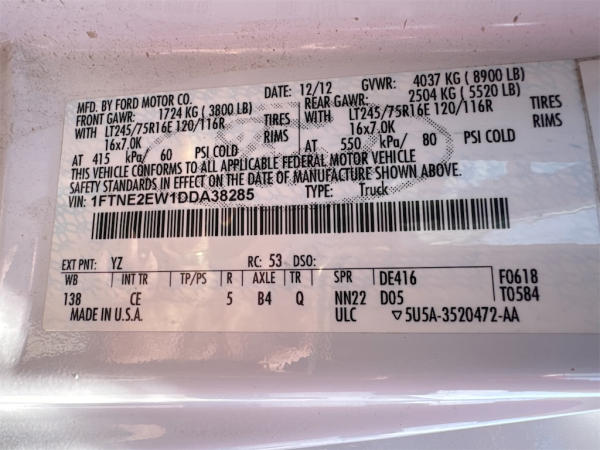 MFD. BY FORD MOTOR CO. DATE: 12/12 GVWR: 4037 KG (8900 LB)
FRONT GAWR: 1724 KG (3800 LB) REAR GAWR: 2504 KG (5520 LB)
WITH LT245/75R16E 120/116R TIRES WITH LT245/75R16E 120/116R TIRES
16x7.0K RIMS 16x7.0K RIMS
AT 415 kPa/ 60 PSI COLD AT 550 kPa/ 80 PSI COLD
THIS VEHICLE CONFORMS TO ALL APPLICABLE FEDERAL MOTOR VEHICLE
SAFETY STANDARDS IN EFFECT ON THE DATE OF MANUFACTURE SHOWN ABOVE.
VIN: 1FTNE2EW1DDA38285 TYPE: Truck
EXT PNT: YZ RC: 53 DSO:
WB INT TR TP/PS R AXLE TR SPR DE416 F0618
138 CE 5 B4 Q NN22 D05 T0584
MADE IN U.S.A. ULC ▽5U5A-3520472-AA